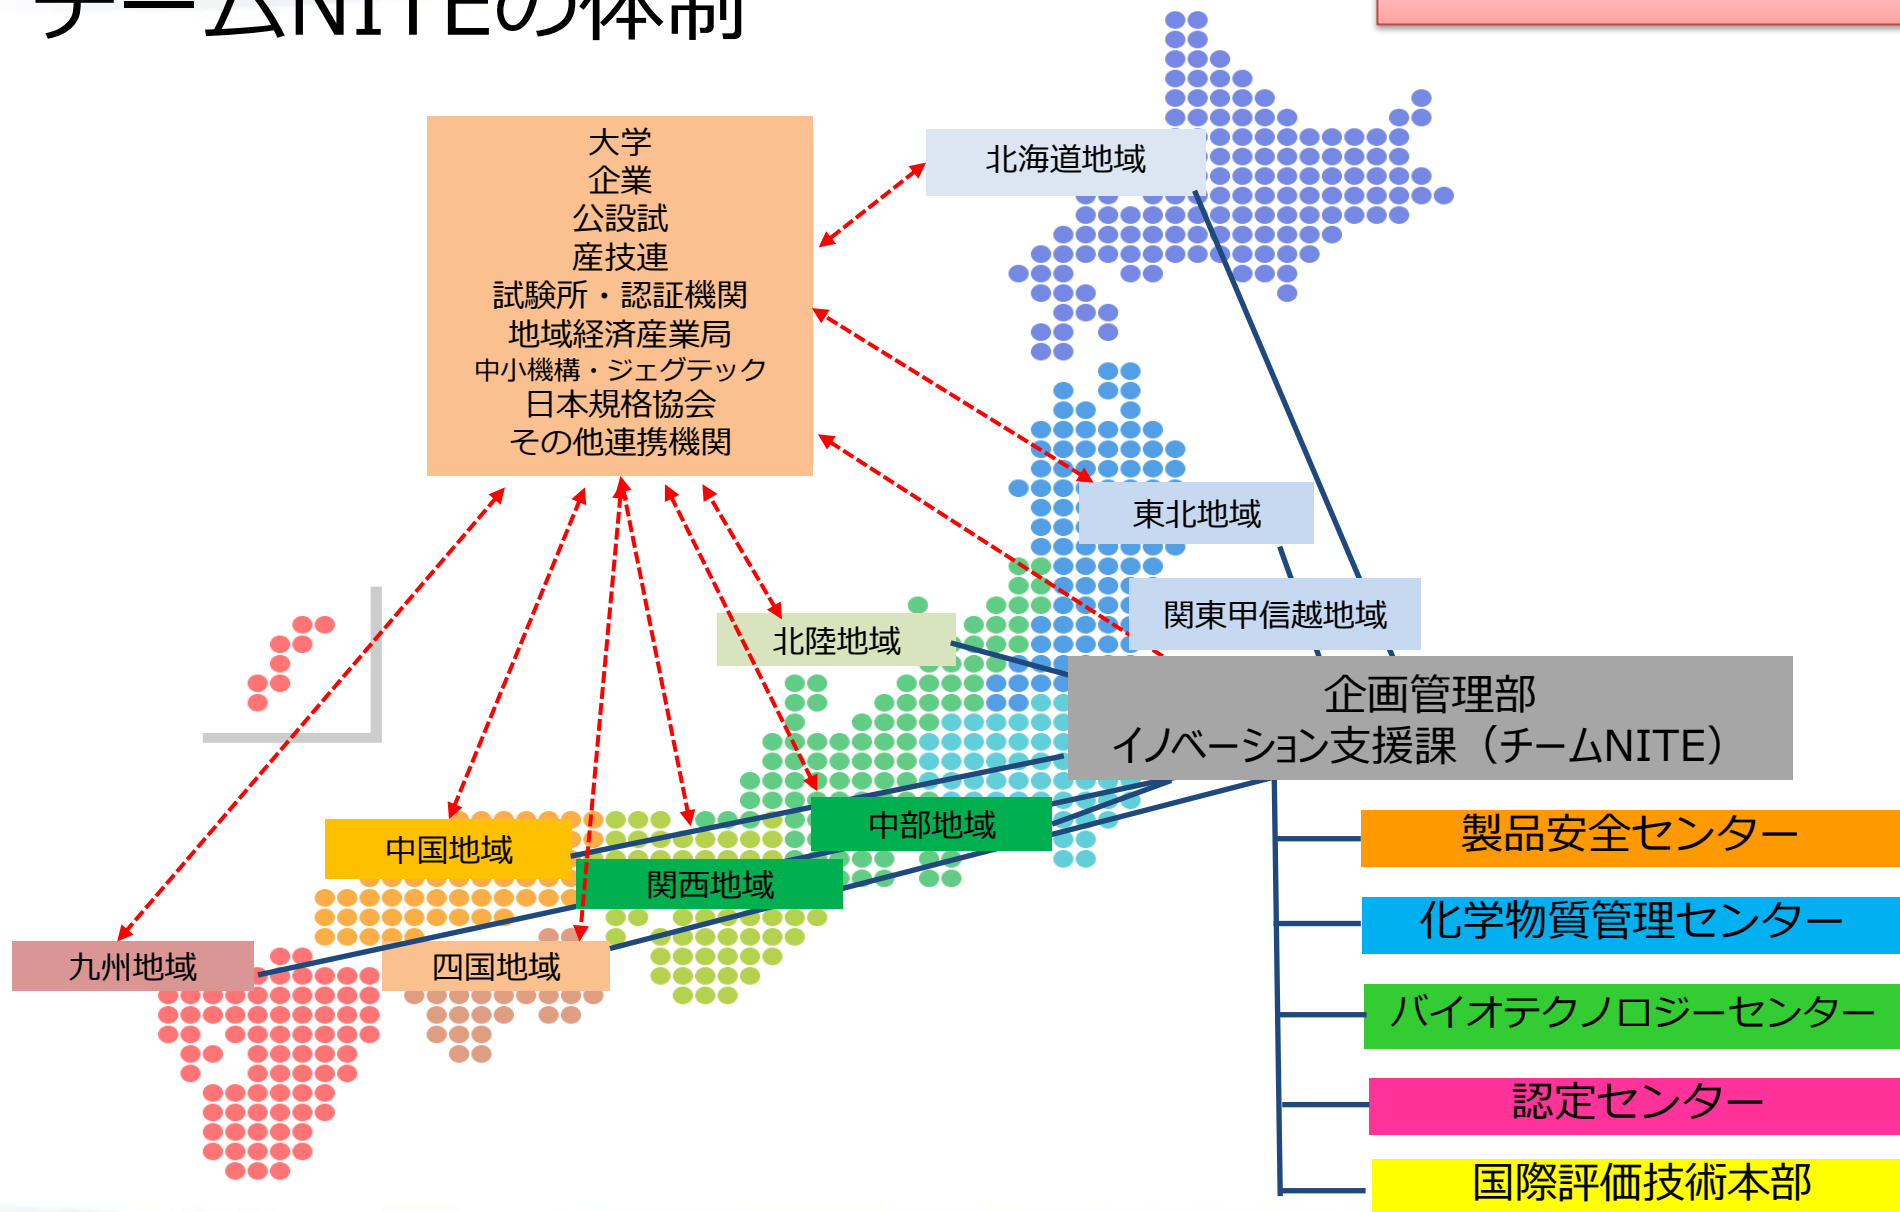 チームNITEの体制
大学
企業
公設試
産技連
試験所・認証機関
地域経済産業局
中小機構・ジェグテック
日本規格協会
その他連携機関
北海道地域
東北地域
関東甲信越地域
北陸地域
企画管理部
イノベーション支援課（チームNITE）
中部地域
中国地域
関西地域
九州地域
四国地域
製品安全センター
化学物質管理センター
バイオテクノロジーセンター
認定センター
国際評価技術本部